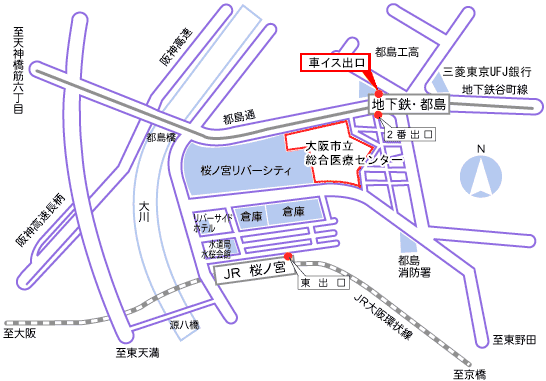 至天神橋筋六丁目
阪神高速
都島工高
車イス出口
三菱東京UFJ銀行
地下鉄谷町線
地下鉄・都島
都島通
2番出口
都島橋
大阪市立
総合医療センター
N
桜ノ宮リバーシティ
阪神高速長柄
大川
リバーサイド
ホテル
倉庫
倉庫
水道局
水桜会館
都島
消防署
JR 桜ノ宮
東出口
JR大阪環状線
源八橋
至大阪
至東天満
至東野田
至京橋